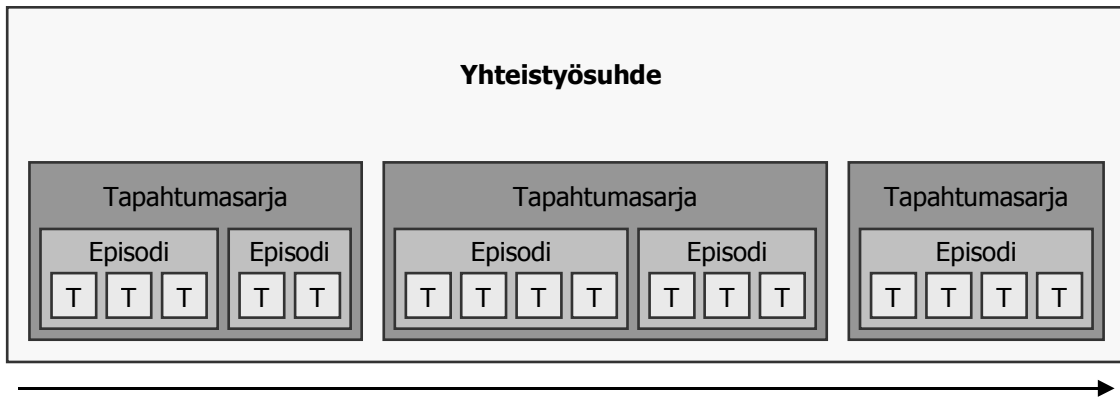 Yhteistyösuhde
Tapahtumasarja Tapahtumasarja Tapahtumasarja
Episodi Episodi Episodi Episodi Episodi
T T T T T T T T T T T T T T T T